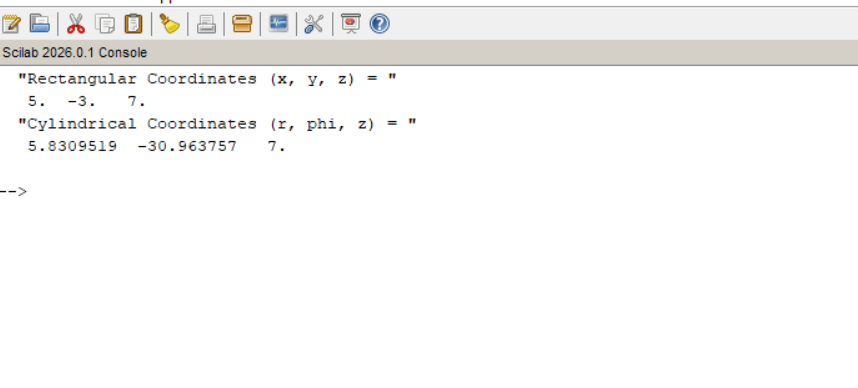 Scilab 2026.0.1 Console
"Rectangular Coordinates (x, y, z) = "
5.  -3.   7.
"Cylindrical Coordinates (r, phi, z) = "
5.8309519  -30.963757   7.
-->